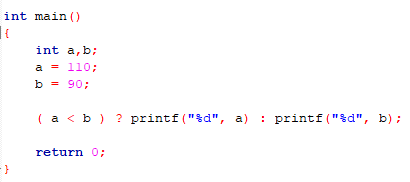 int main()
{
int a,b;
a = 110;
b = 90;
( a < b ) ? printf("%d", a) : printf("%d", b);
return 0;
}